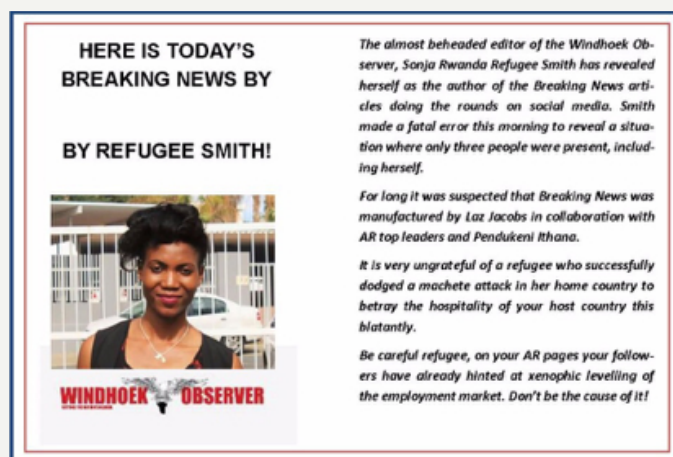 HERE IS TODAY'S
BREAKING NEWS BY
BY REFUGEE SMITH!
WINDHOEK OBSERVER
The almost beheaded editor of the Windhoek Ob-
server, Sonja Rwanda Refugee Smith has revealed
herself as the author of the Breaking News arti-
cles doing the rounds on social media. Smith
made a fatal error this morning to reveal a situa-
tion where only three people were present, includ-
ing herself.
For long it was suspected that Breaking News was
manufactured by Laz Jacobs in collaboration with
AR top leaders and Pendukeni Ithana.
It is very ungrateful of a refugee who successfully
dodged a machete attack in her home country to
betray the hospitality of your host country this
blatantly.
Be careful refugee, on your AR pages your follow-
ers have already hinted at xenophic levelling of
the employment market. Don't be the cause of it!